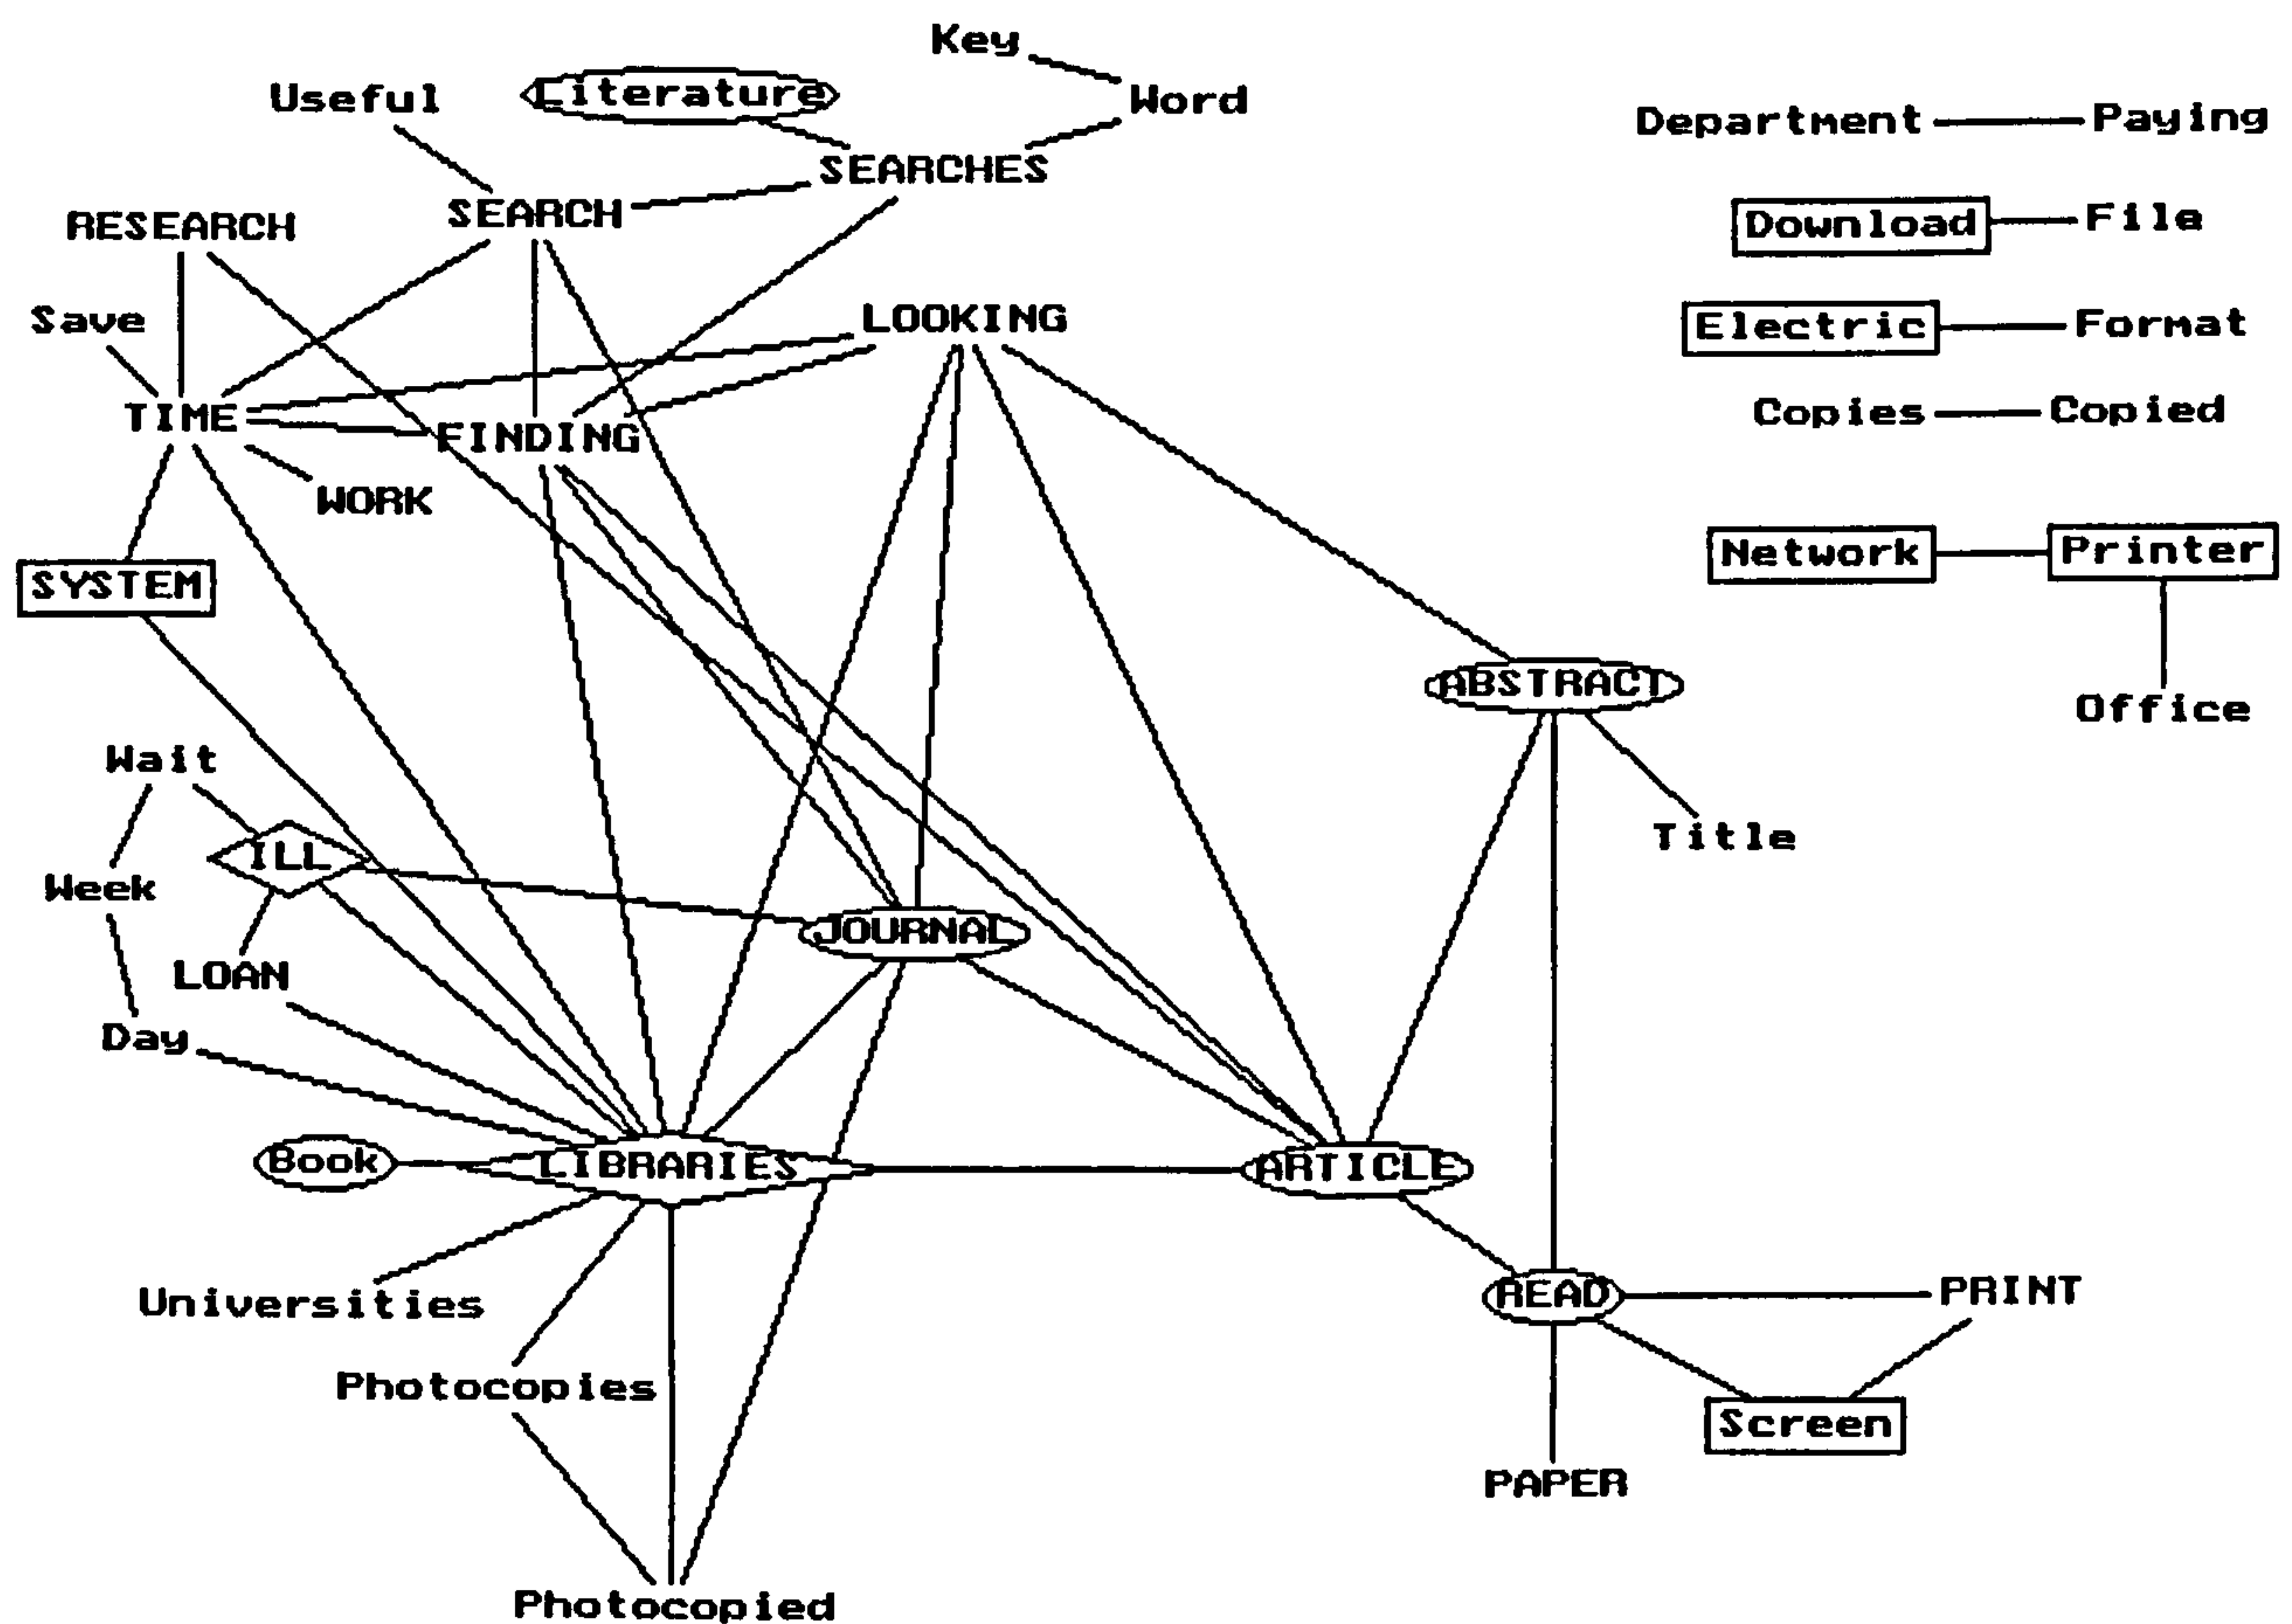 Key
Useful
Literature
Word
Department
Paying
SEARCHES
SEARCH
RESEARCH
Download
File
Save
LOOKING
Electric
Format
TIME
FINDING
Copies
Copied
WORK
SYSTEM
Network
Printer
ABSTRACT
Office
Wait
Title
ILL
Week
JOURNAL
LOAN
Day
Book
LIBRARIES
ARTICLE
Universities
READ
PRINT
Photocopies
Screen
PAPER
Photocopied